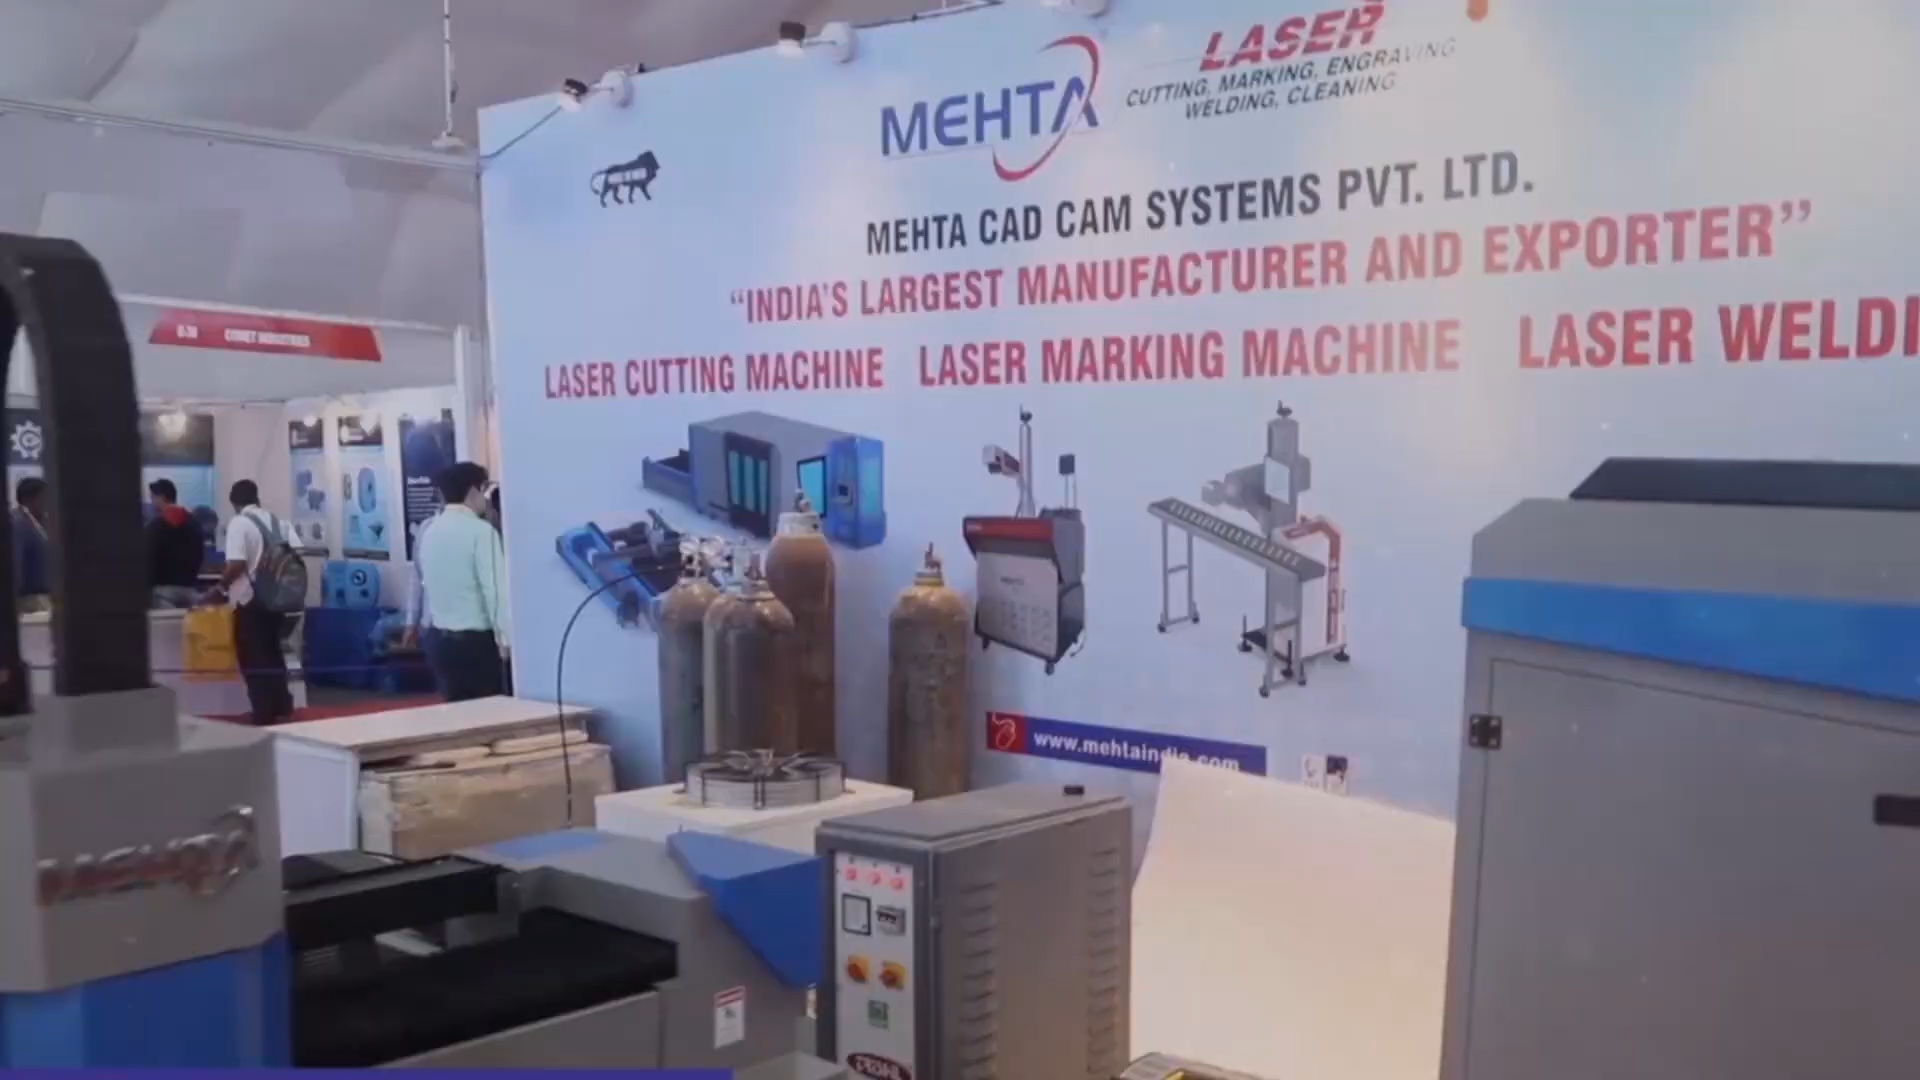 LASER
CUTTING, MARKING, ENGRAVING
WELDING, CLEANING
MEHTA
MEHTA CAD CAM SYSTEMS PVT. LTD.
“INDIA'S LARGEST MANUFACTURER AND EXPORTER”
LASER CUTTING MACHINE LASER MARKING MACHINE LASER WELDI
www.mehtaindia.com